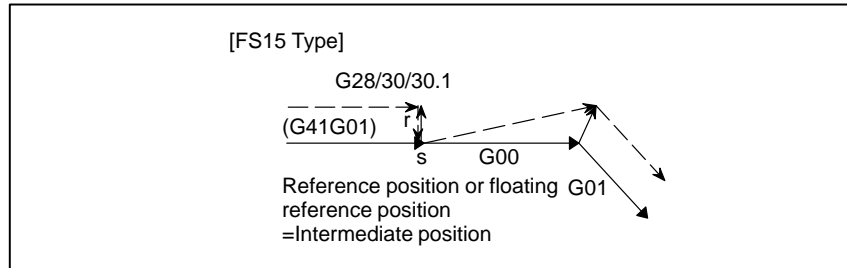 [FS15 Type]
G28/30/30.1
(G41G01)
r
s
G00
G01
Reference position or floating
reference position
=Intermediate position